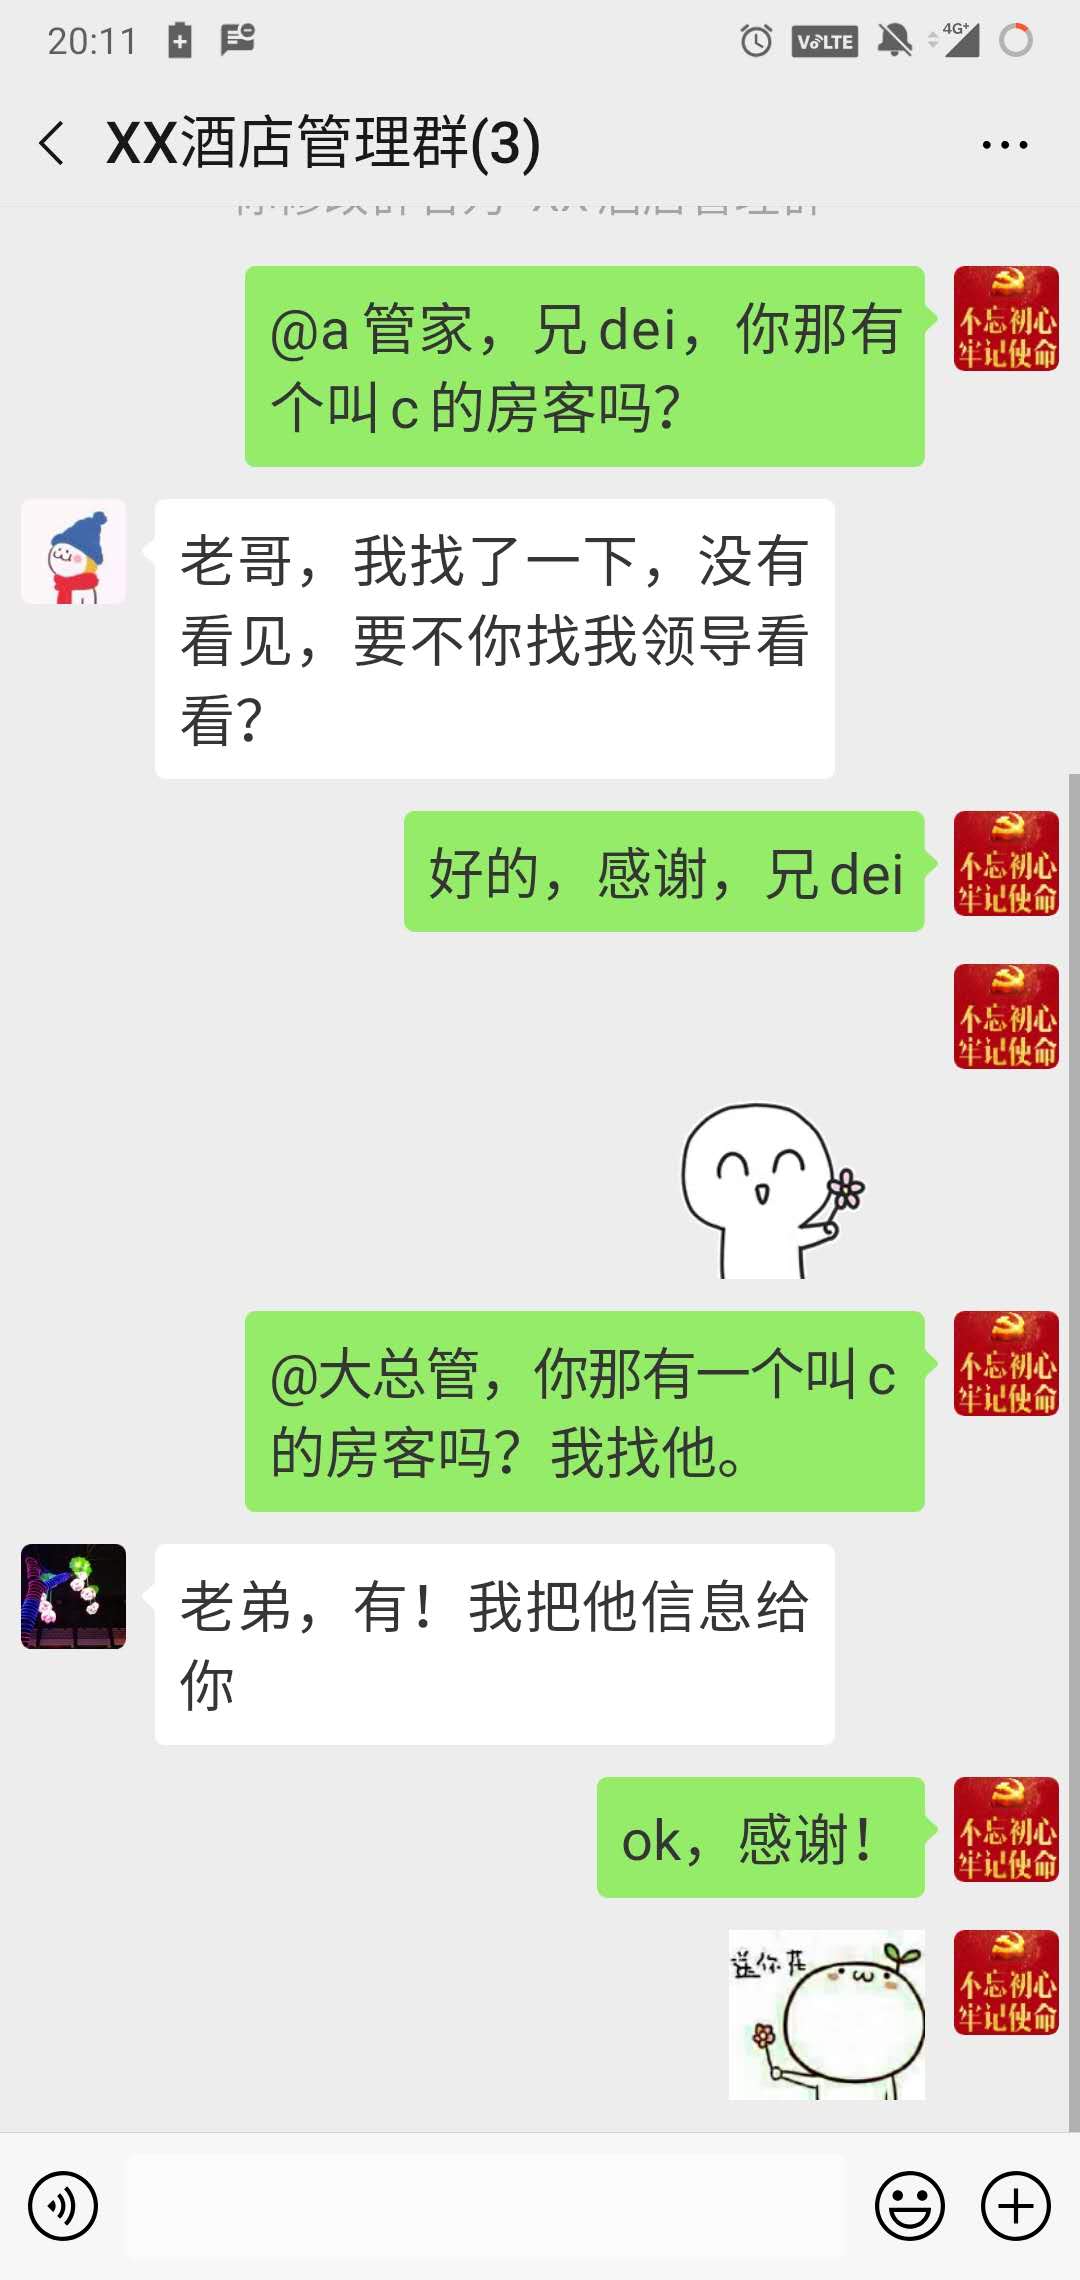 20:11
VoLTE
4G+
XX酒店管理群(3)
@a管家，兄dei，你那有
个叫c的房客吗？
不忘初心
牢记使命
老哥，我找了一下，没有
看见，要不你找我领导看
看？
好的，感谢，兄dei
不忘初心
牢记使命
不忘初心
牢记使命
@大总管，你那有一个叫c
的房客吗？我找他。
不忘初心
牢记使命
老弟，有！我把他信息给
你
ok，感谢！
不忘初心
牢记使命
送你花
不忘初心
牢记使命